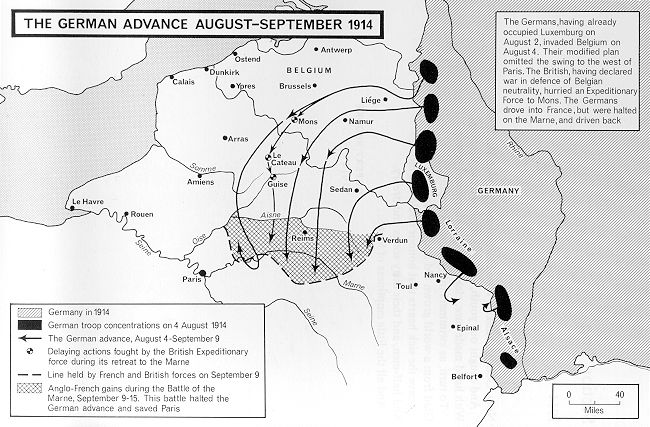 THE GERMAN ADVANCE AUGUST–SEPTEMBER 1914
The Germans, having already
occupied Luxemburg on
August 2, invaded Belgium on
August 4. Their modified plan
omitted the swing to the west of
Paris. The British, having declared
war in defence of Belgian
neutrality, hurried an Expeditionary
Force to Mons. The Germans
drove into France, but were halted
on the Marne, and driven back
Antwerp
Ostend
Dunkirk
BELGIUM
Calais
Ypres
Brussels
Liége
Mons
Namur
Arras
Rhine
Le
Cateau
Somme
LUXEMBURG
Amiens
Guise
Sedan
GERMANY
Le Havre
Rouen
Aisne
Lorraine
Seine
Oise
Reims
Verdun
Paris
Marne
Nancy
Toul
Seine
Epinal
Alsace
Belfort
Germany in 1914
German troop concentrations on 4 August 1914
The German advance, August 4-September 9
Delaying actions fought by the British Expeditionary
force during its retreat to the Marne
Line held by French and British forces on September 9
Anglo-French gains during the Battle of the
Marne, September 9-15. This battle halted the
German advance and saved Paris
0 40
Miles